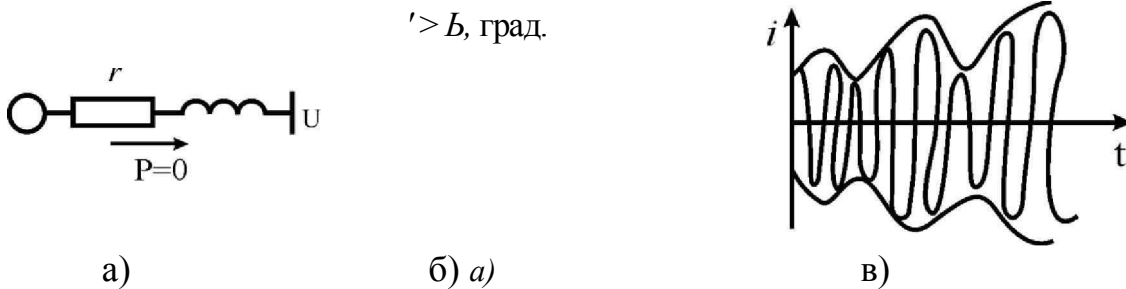 ' > Ь, град.
i
r
U
P=0
t
а)
б) а)
в)